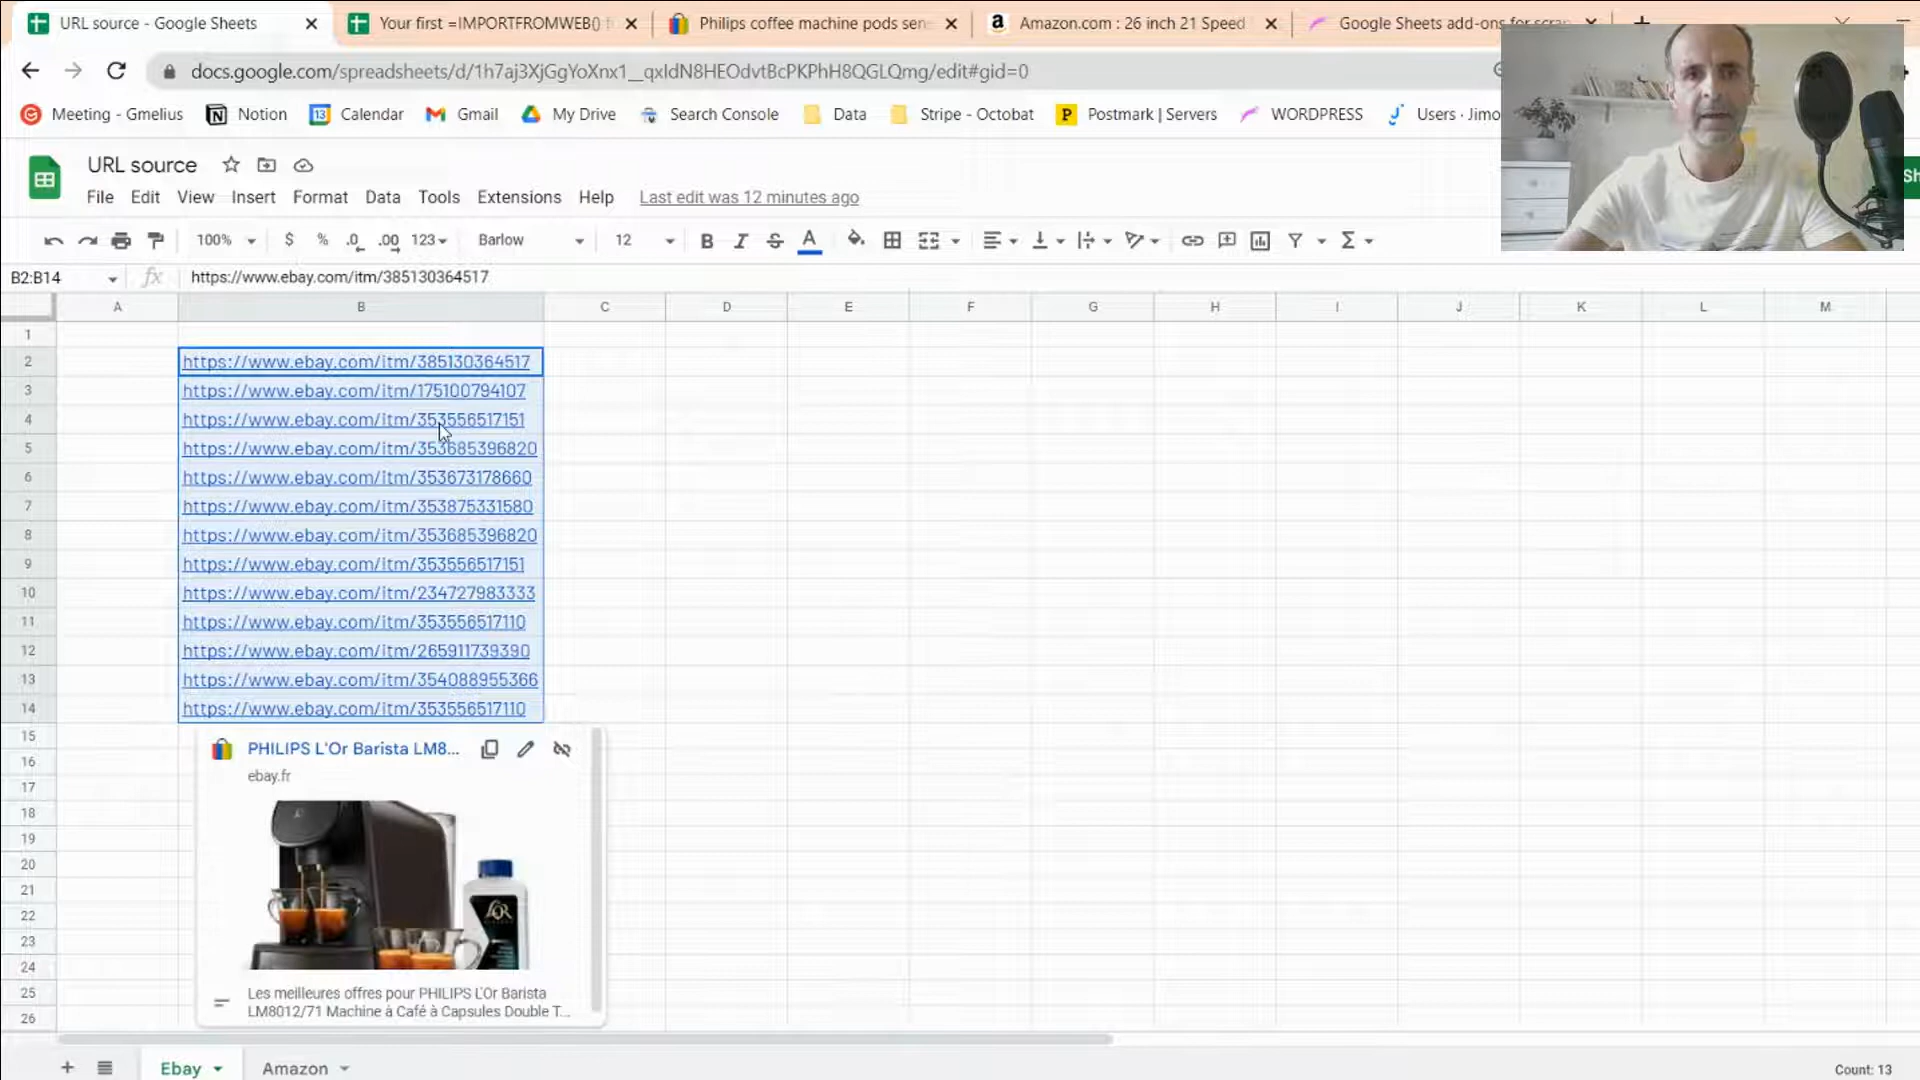 URL source - Google Sheets
Your first =IMPORTFROMWEB() f
Philips coffee machine pods sen
Amazon.com : 26 inch 21 Speed
Google Sheets add-ons for scra
docs.google.com/spreadsheets/d/1h7aj3XjGgYoXnx1__qxIdN8HEOdvtBcPKPhH8QGLQmg/edit#gid=0
Meeting - Gmelius
Notion
Calendar
Gmail
My Drive
Search Console
Data
Stripe - Octobat
Postmark | Servers
WORDPRESS
Users · Jimo
URL source
Sh
File Edit View Insert Format Data Tools Extensions Help Last edit was 12 minutes ago
100% $ % .0 .00 123 Barlow 12 B I S A
B2:B14 fx https://www.ebay.com/itm/385130364517
A B C D E F G H I J K L M
1
2 https://www.ebay.com/itm/385130364517
3 https://www.ebay.com/itm/175100794107
4 https://www.ebay.com/itm/353556517151
5 https://www.ebay.com/itm/353685396820
6 https://www.ebay.com/itm/353673178660
7 https://www.ebay.com/itm/353875331580
8 https://www.ebay.com/itm/353685396820
9 https://www.ebay.com/itm/353556517151
10 https://www.ebay.com/itm/234727983333
11 https://www.ebay.com/itm/353556517110
12 https://www.ebay.com/itm/265911739390
13 https://www.ebay.com/itm/354088955366
14 https://www.ebay.com/itm/353556517110
15
PHILIPS L'Or Barista LM8...
16
ebay.fr
17
18
19
20
21
22
L'OR
23
24
25
Les meilleures offres pour PHILIPS L'Or Barista
LM8012/71 Machine à Café à Capsules Double T...
26
Ebay
Amazon
Count: 13